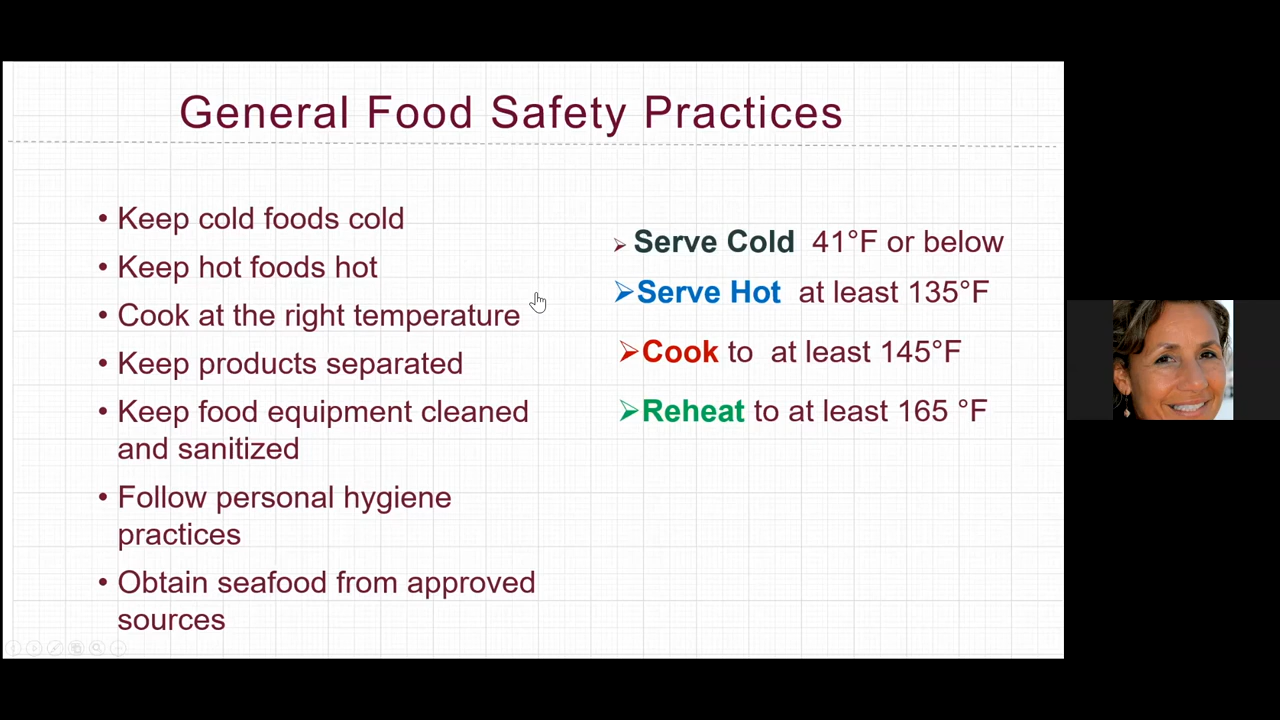 General Food Safety Practices
• Keep cold foods cold
• Keep hot foods hot
• Cook at the right temperature
• Keep products separated
• Keep food equipment cleaned
and sanitized
• Follow personal hygiene
practices
• Obtain seafood from approved
sources
➢ Serve Cold 41°F or below
➢Serve Hot at least 135°F
➢Cook to at least 145°F
➢Reheat to at least 165 °F